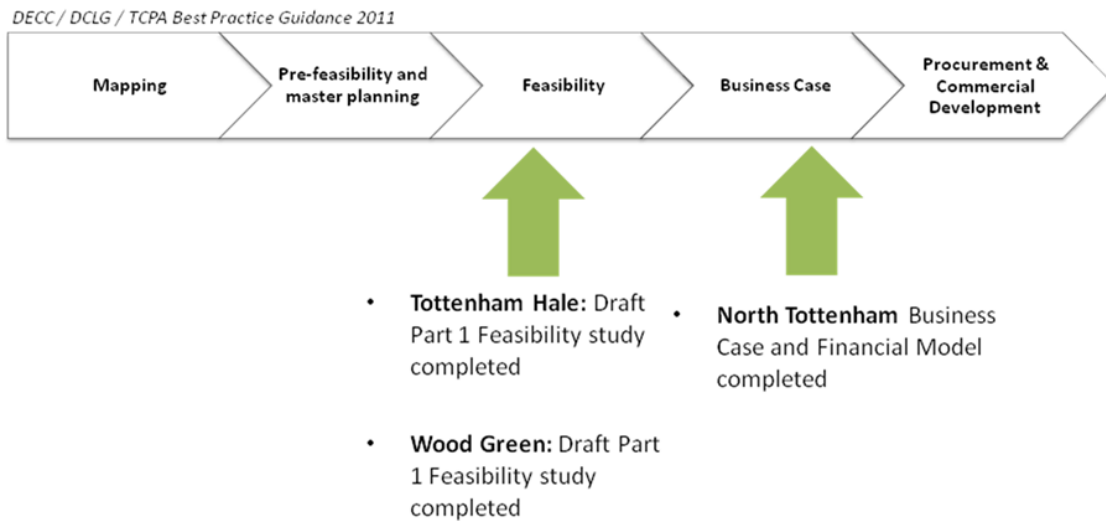 DECC / DCLG / TCPA Best Practice Guidance 2011
Mapping
Pre-feasibility and
master planning
Feasibility
Business Case
Procurement &
Commercial
Development
• Tottenham Hale: Draft
Part 1 Feasibility study
completed
• Wood Green: Draft Part
1 Feasibility study
completed
• North Tottenham Business
Case and Financial Model
completed